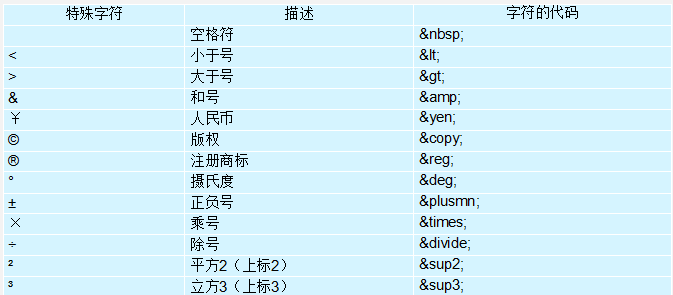 特殊字符 描述 字符的代码
空格符 &nbsp;
< 小于号 &lt;
> 大于号 &gt;
& 和号 &amp;
¥ 人民币 &yen;
© 版权 &copy;
® 注册商标 &reg;
° 摄氏度 &deg;
± 正负号 &plusmn;
× 乘号 &times;
÷ 除号 &divide;
² 平方2（上标2） &sup2;
³ 立方3（上标3） &sup3;